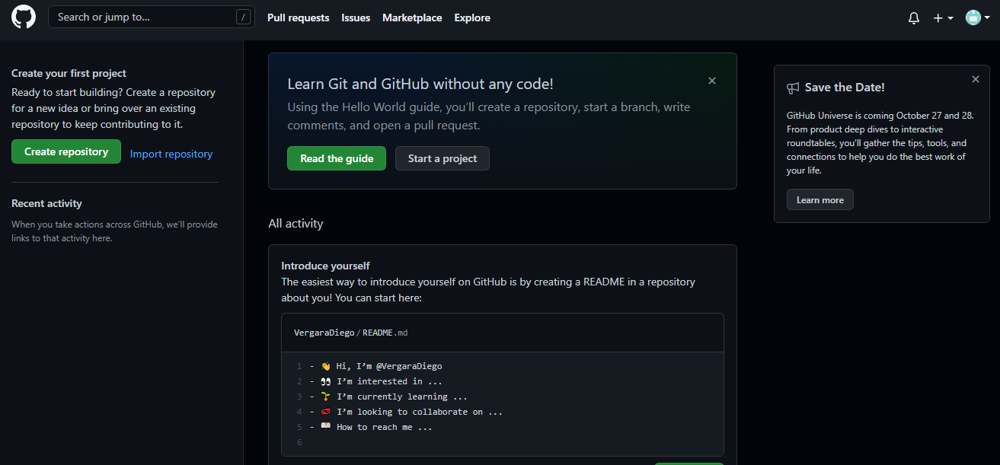 Search or jump to...
/
Pull requests
Issues
Marketplace
Explore
Create your first project
Ready to start building? Create a repository
for a new idea or bring over an existing
repository to keep contributing to it.
Create repository
Import repository
Recent activity
When you take actions across GitHub, we’ll provide
links to that activity here.
Learn Git and GitHub without any code!
Using the Hello World guide, you’ll create a repository, start a branch, write
comments, and open a pull request.
Read the guide
Start a project
All activity
Introduce yourself
The easiest way to introduce yourself on GitHub is by creating a README in a repository
about you! You can start here:
VergaraDiego/README.md
1 - 👋 Hi, I’m @VergaraDiego
2 - 👀 I’m interested in ...
3 - 🌱 I’m currently learning ...
4 - 💞️ I’m looking to collaborate on ...
5 - 📫 How to reach me ...
6
Save the Date!
GitHub Universe is coming October 27 and 28.
From product deep dives to interactive
roundtables, you’ll gather the tips, tools, and
connections to help you do the best work of
your life.
Learn more